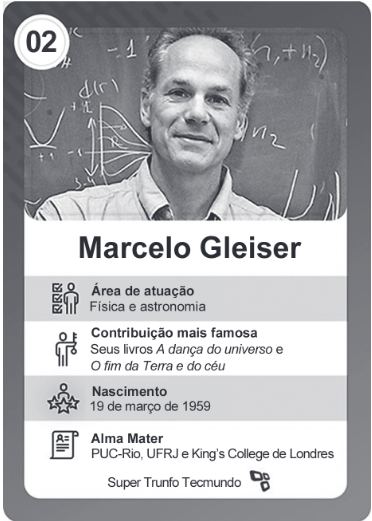 02
d(r)
n₂
Marcelo Gleiser
Área de atuação
Física e astronomia
Contribuição mais famosa
Seus livros A dança do universo e
O fim da Terra e do céu
Nascimento
19 de março de 1959
Alma Mater
PUC-Rio, UFRJ e King's College de Londres
Super Trunfo Tecmundo